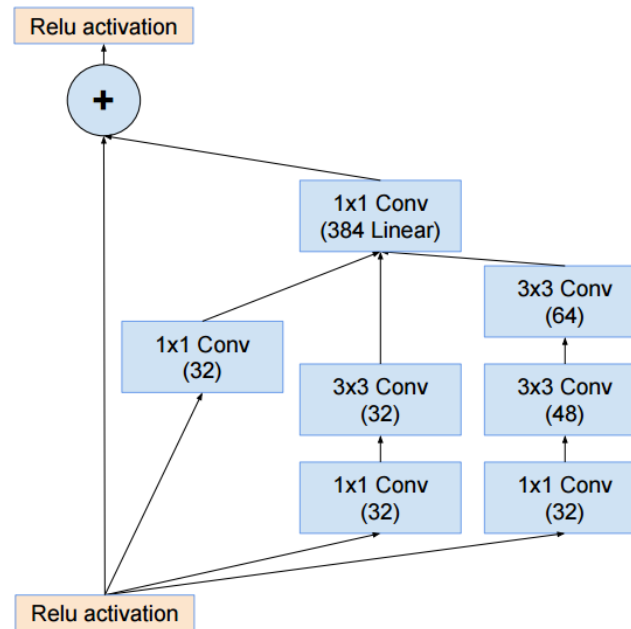 Relu activation
+
1x1 Conv
(384 Linear)
3x3 Conv
(64)
1x1 Conv
(32)
3x3 Conv
(32)
3x3 Conv
(48)
1x1 Conv
(32)
1x1 Conv
(32)
Relu activation